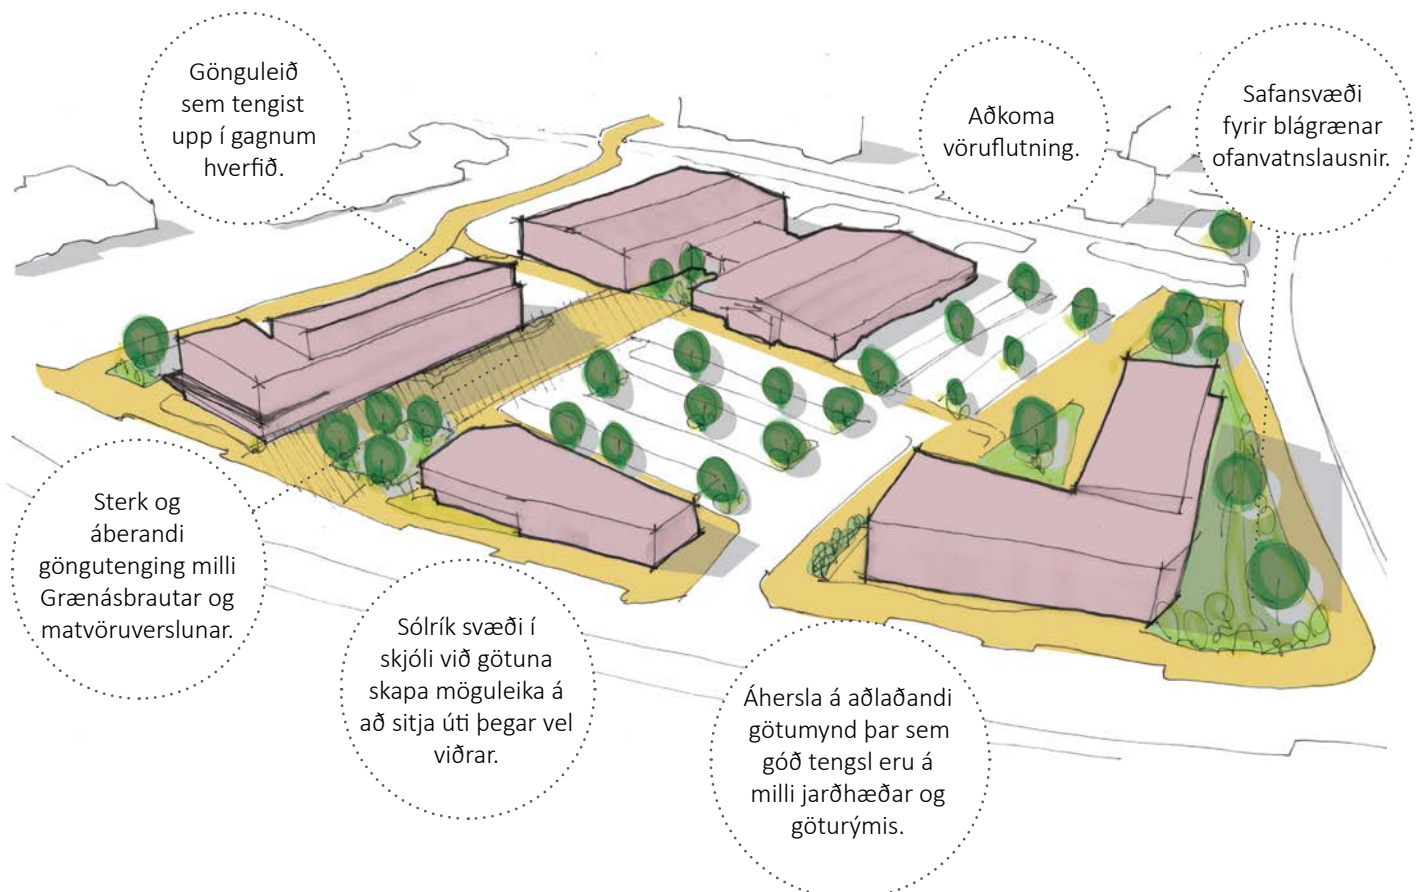 Gönguleið
sem tengist
upp í gagnum
hverfið.
Aðkoma
vöruflutning.
Safansvæði
fyrir blágrænar
ofanvatnslausnir.
Sterk og
áberandi
göngutenging milli
Grænásbrautar og
matvöruverslunar.
Sólrík svæði í
skjóli við götuna
skapa möguleika á
að sitja úti þegar vel
viðrar.
Áhersla á aðlaðandi
götumynd þar sem
góð tengsl eru á
milli jarðhæðar og
göturýmis.